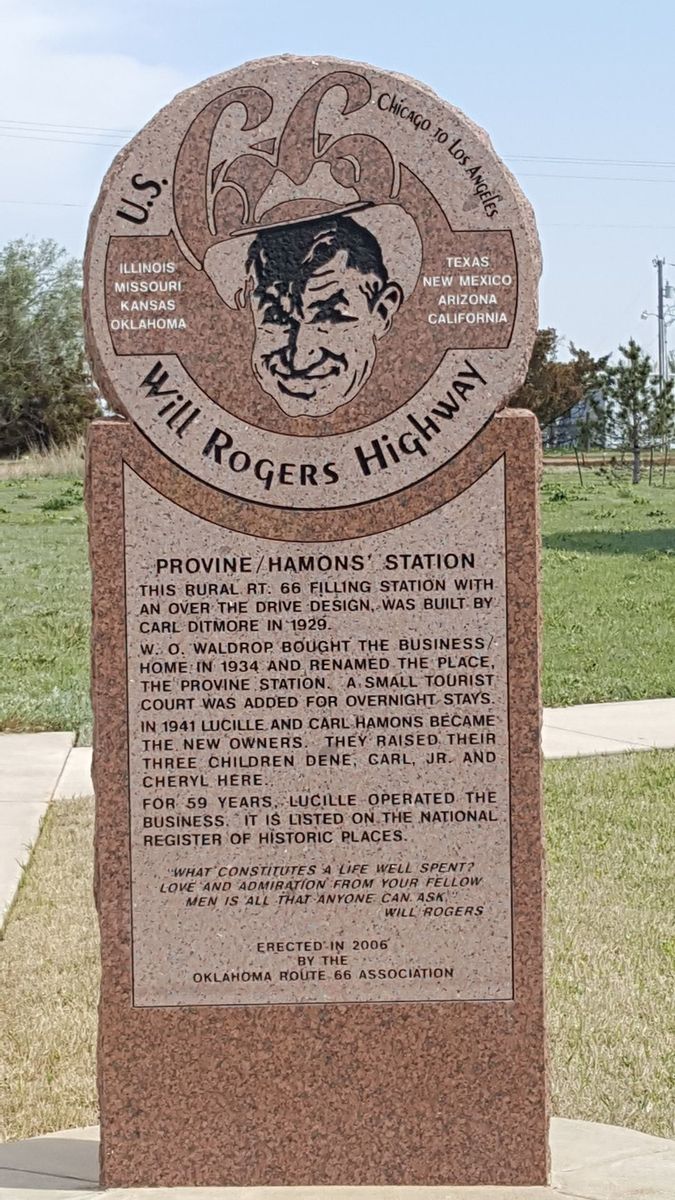 U.S.
66
Chicago to Los Angeles
ILLINOIS
MISSOURI
KANSAS
OKLAHOMA
TEXAS
NEW MEXICO
ARIZONA
CALIFORNIA
Will Rogers Highway
PROVINE/HAMONS' STATION
THIS RURAL RT. 66 FILLING STATION WITH
AN OVER THE DRIVE DESIGN, WAS BUILT BY
CARL DITMORE IN 1929.
W. O. WALDROP BOUGHT THE BUSINESS/
HOME IN 1934 AND RENAMED THE PLACE,
THE PROVINE STATION. A SMALL TOURIST
COURT WAS ADDED FOR OVERNIGHT STAYS.
IN 1941 LUCILLE AND CARL HAMONS BECAME
THE NEW OWNERS. THEY RAISED THEIR
THREE CHILDREN DENE, CARL, JR. AND
CHERYL HERE.
FOR 59 YEARS, LUCILLE OPERATED THE
BUSINESS. IT IS LISTED ON THE NATIONAL
REGISTER OF HISTORIC PLACES.
"WHAT CONSTITUTES A LIFE WELL SPENT?
LOVE AND ADMIRATION FROM YOUR FELLOW
MEN IS ALL THAT ANYONE CAN ASK."
WILL ROGERS
ERECTED IN 2006
BY THE
OKLAHOMA ROUTE 66 ASSOCIATION